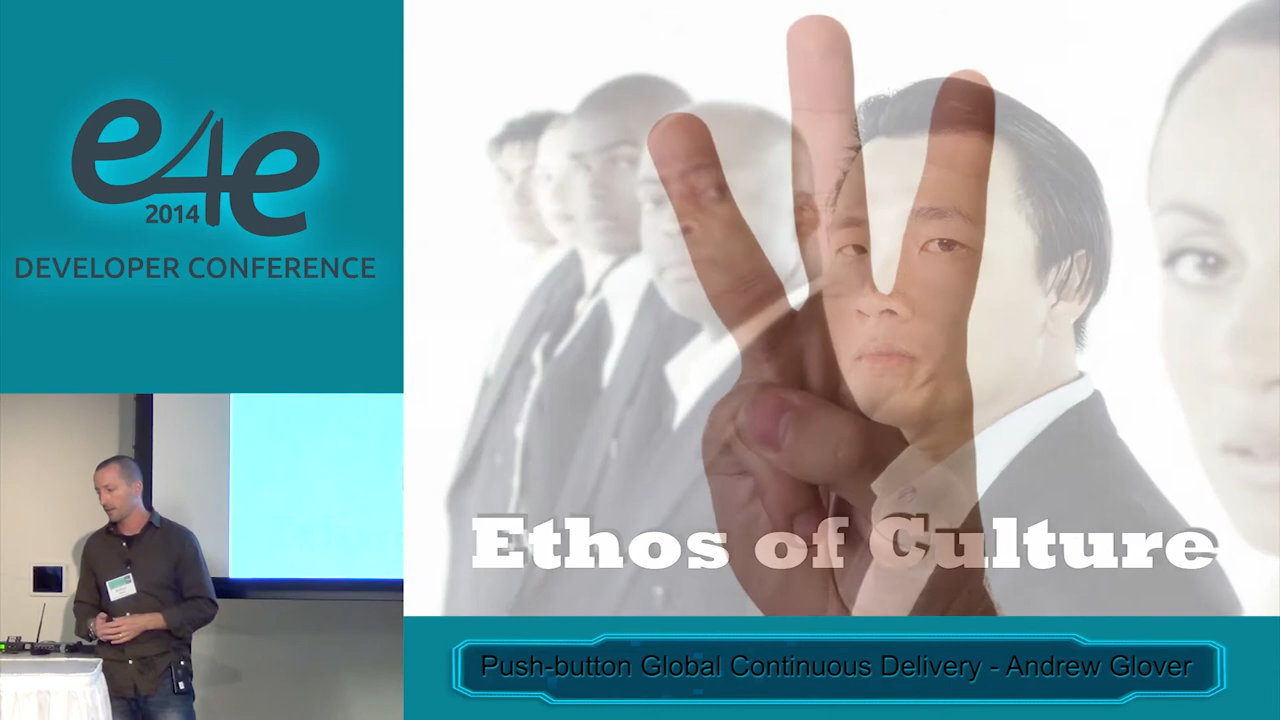 e4e
2014
DEVELOPER CONFERENCE
Ethos of Culture
Push-button Global Continuous Delivery - Andrew Glover